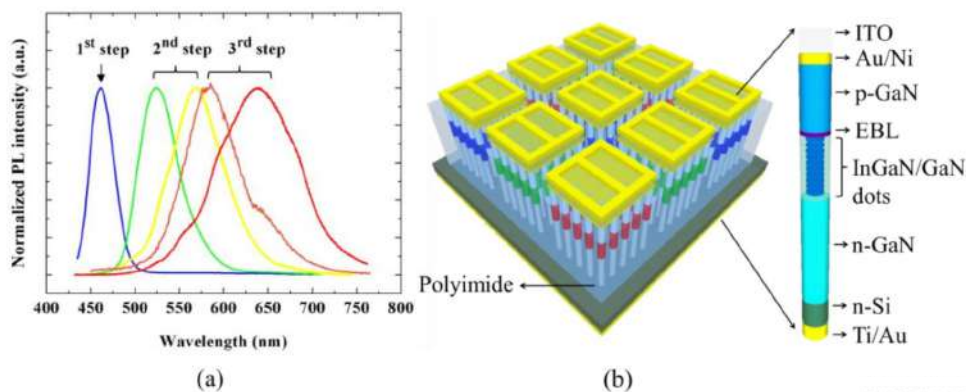 1st step
2nd step
3rd step
Normalized PL intensity (a.u.)
400 450 500 550 600 650 700 750 800
Wavelength (nm)
(a)
Polyimide
ITO
Au/Ni
p-GaN
EBL
InGaN/GaN
dots
n-GaN
n-Si
Ti/Au
(b)